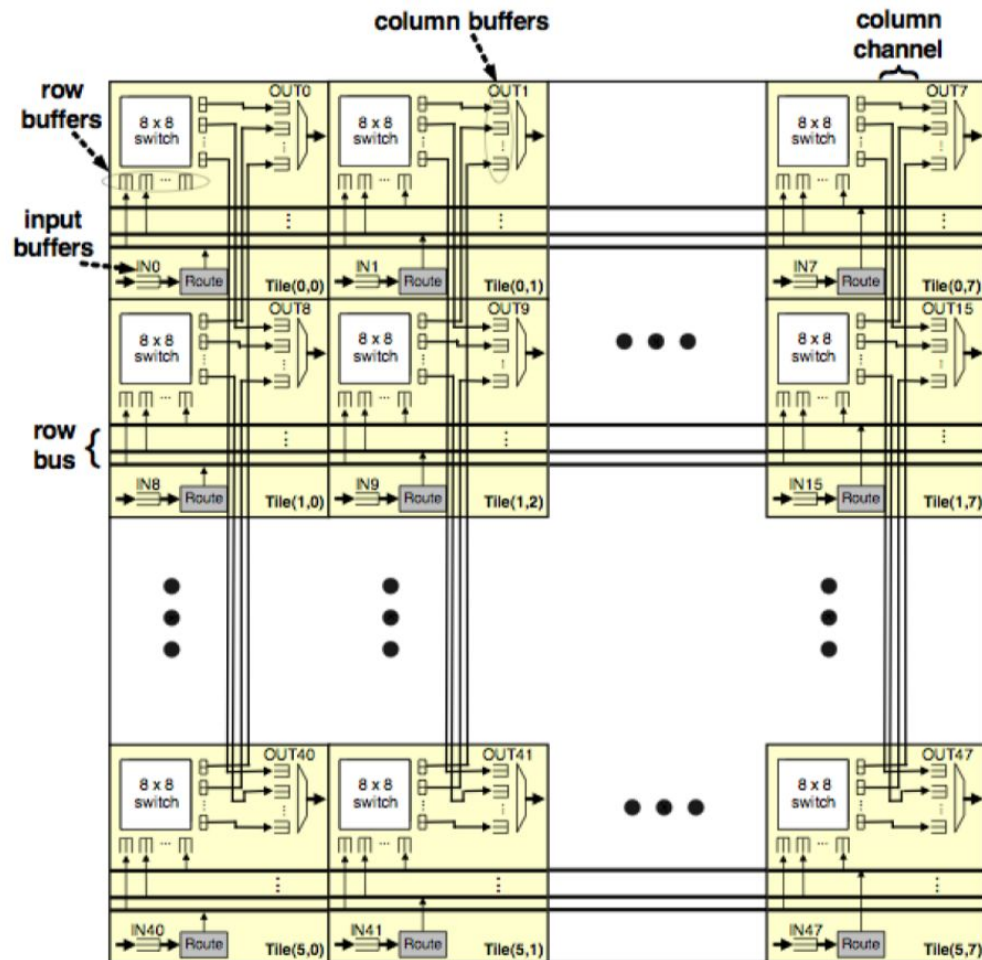 column buffers
column
channel
row
buffers
OUT0
OUT1
OUT7
8 x 8
switch
8 x 8
switch
8 x 8
switch
input
buffers
IN0
Route
Tile(0,0)
IN1
Route
Tile(0,1)
IN7
Route
Tile(0,7)
OUT8
OUT9
OUT15
8 x 8
switch
8 x 8
switch
8 x 8
switch
row
bus
IN8
Route
Tile(1,0)
IN9
Route
Tile(1,2)
IN15
Route
Tile(1,7)
OUT40
OUT41
OUT47
8 x 8
switch
8 x 8
switch
8 x 8
switch
IN40
Route
Tile(5,0)
IN41
Route
Tile(5,1)
IN47
Route
Tile(5,7)